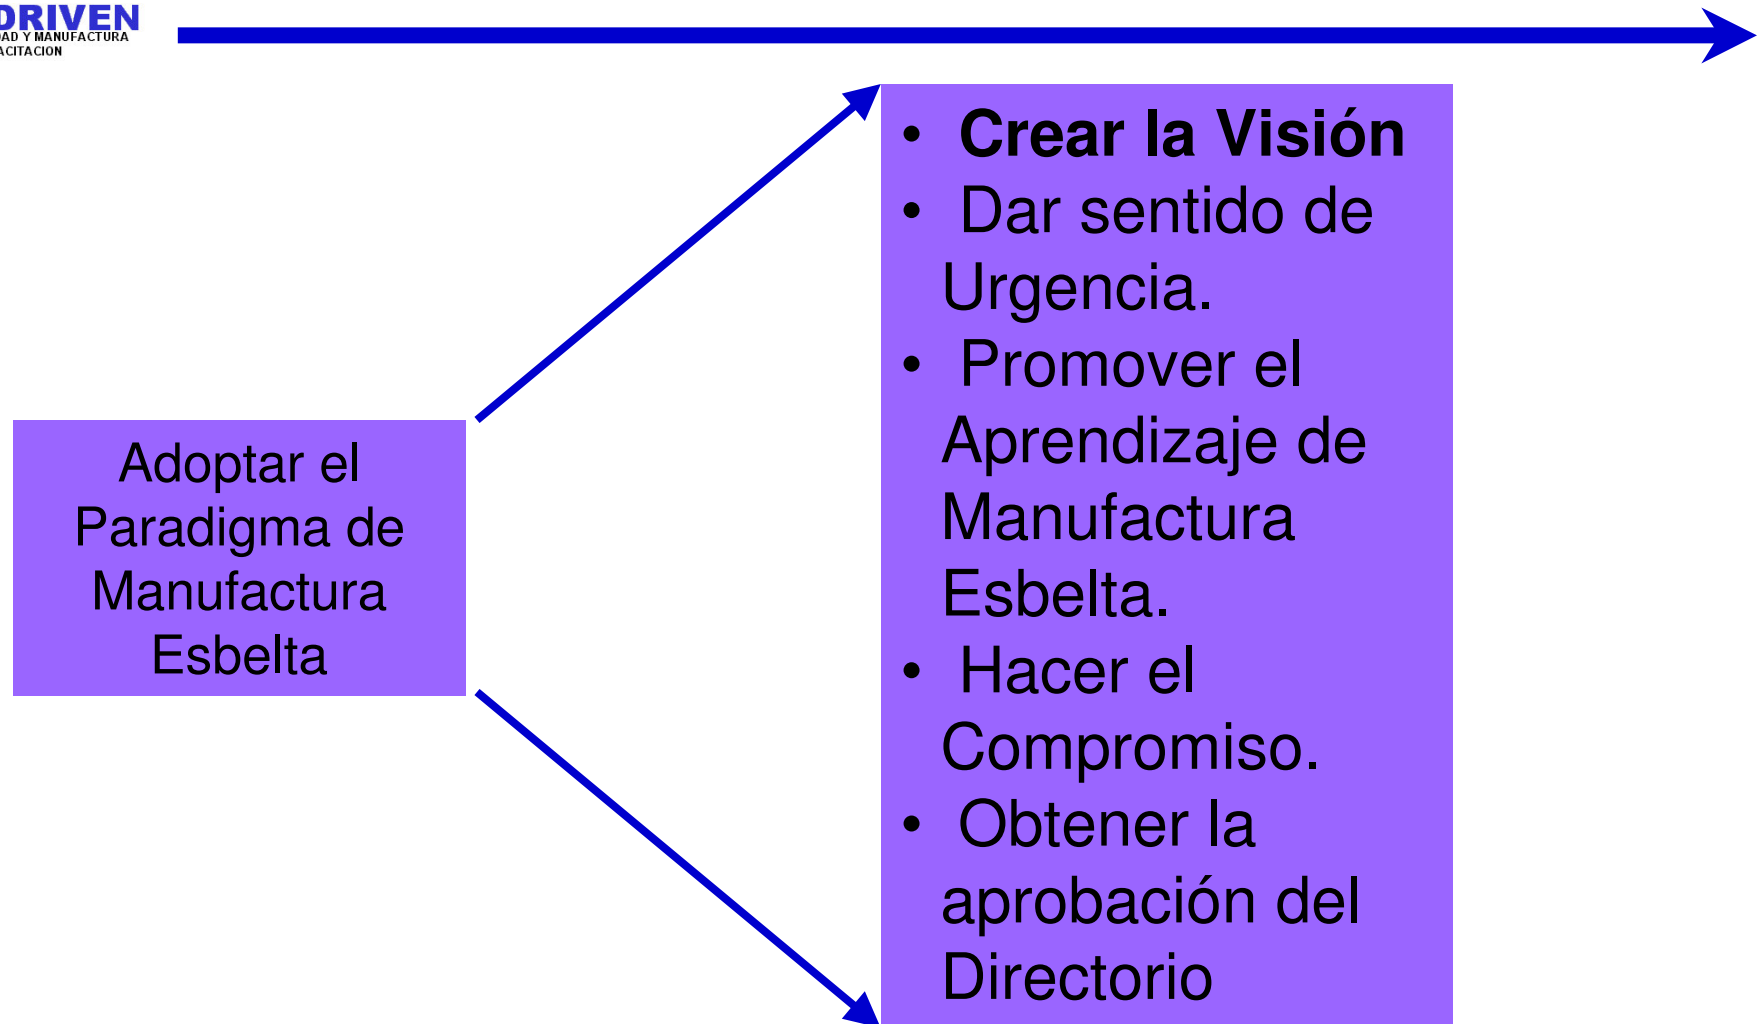 DRIVEN
DAD Y MANUFACTURA
ACITACION
Adoptar el
Paradigma de
Manufactura
Esbelta
• Crear la Visión
• Dar sentido de
Urgencia.
• Promover el
Aprendizaje de
Manufactura
Esbelta.
• Hacer el
Compromiso.
• Obtener la
aprobación del
Directorio